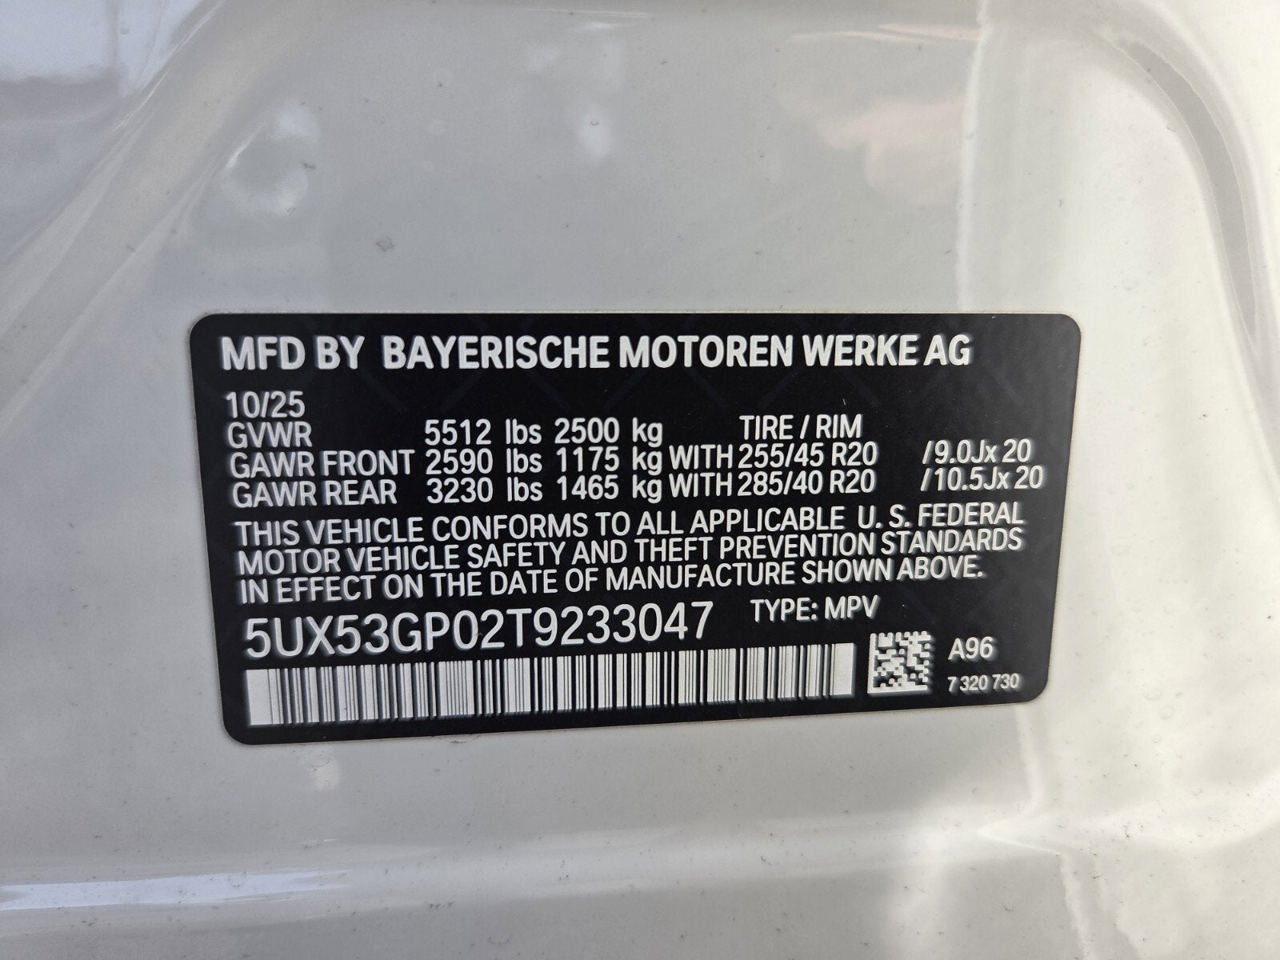 MFD BY BAYERISCHE MOTOREN WERKE AG
10/25
GVWR 5512 lbs 2500 kg TIRE / RIM
GAWR FRONT 2590 lbs 1175 kg WITH 255/45 R20 /9.0Jx 20
GAWR REAR 3230 lbs 1465 kg WITH 285/40 R20 /10.5Jx 20
THIS VEHICLE CONFORMS TO ALL APPLICABLE U. S. FEDERAL
MOTOR VEHICLE SAFETY AND THEFT PREVENTION STANDARDS
IN EFFECT ON THE DATE OF MANUFACTURE SHOWN ABOVE.
5UX53GP02T9233047 TYPE: MPV
A96
7 320 730